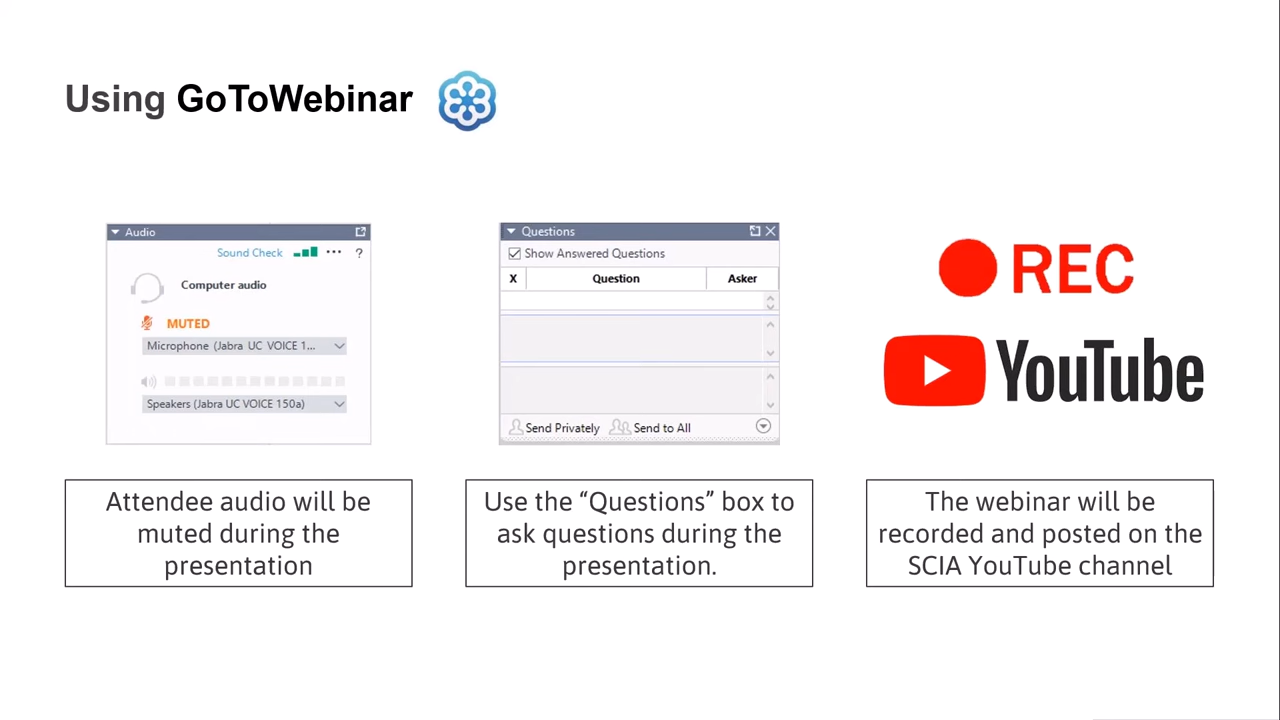 Using GoToWebinar
Audio
Sound Check ... ?
Computer audio
MUTED
Microphone (Jabra UC VOICE 1...
Speakers (Jabra UC VOICE 150a)
Questions
Show Answered Questions
X Question Asker
Send Privately Send to All
REC
YouTube
Attendee audio will be
muted during the
presentation
Use the “Questions” box to
ask questions during the
presentation.
The webinar will be
recorded and posted on the
SCIA YouTube channel